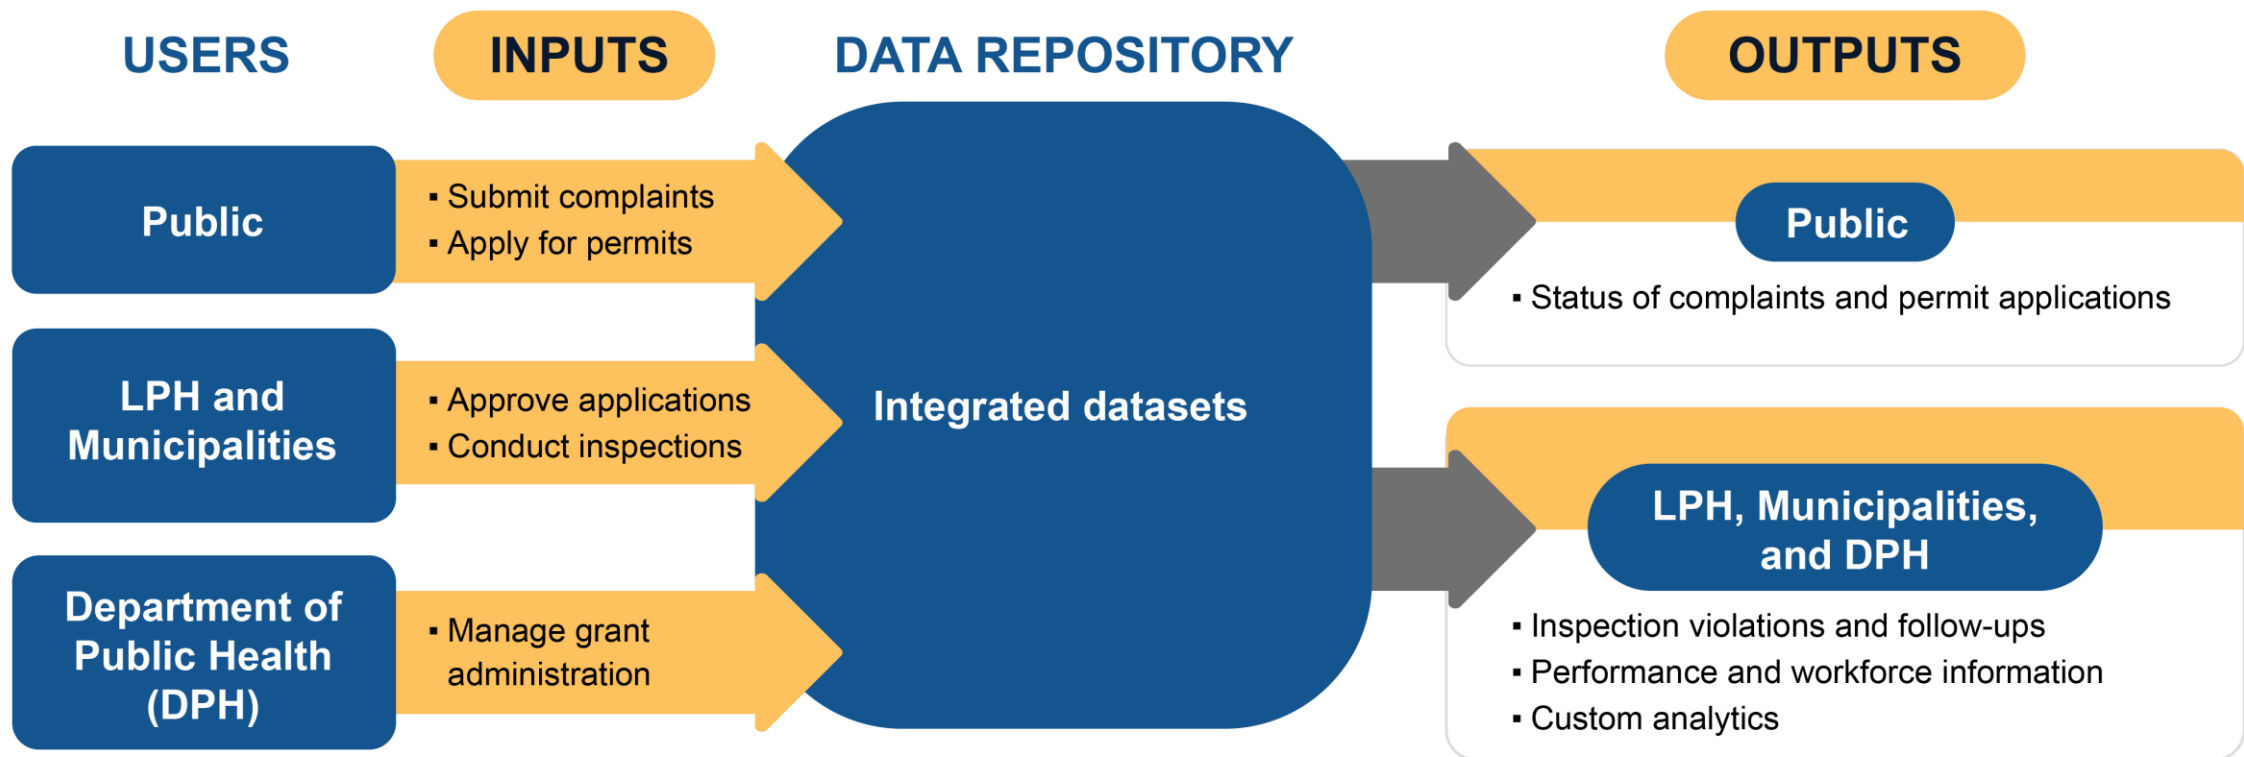 USERS
INPUTS
DATA REPOSITORY
OUTPUTS
Public
▪ Submit complaints
▪ Apply for permits
LPH and
Municipalities
▪ Approve applications
▪ Conduct inspections
Department of
Public Health
(DPH)
▪ Manage grant
administration
Integrated datasets
Public
▪ Status of complaints and permit applications
LPH, Municipalities,
and DPH
▪ Inspection violations and follow-ups
▪ Performance and workforce information
▪ Custom analytics